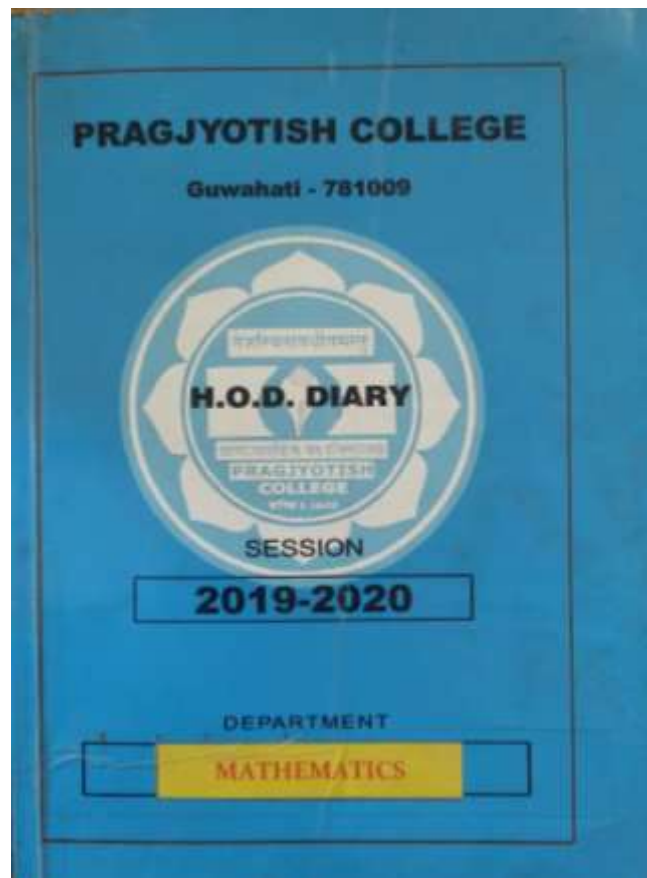 PRAGJYOTISH COLLEGE
Guwahati - 781009
H.O.D. DIARY
PRAGJYOTISH
COLLEGE
SESSION
2019-2020
DEPARTMENT
MATHEMATICS